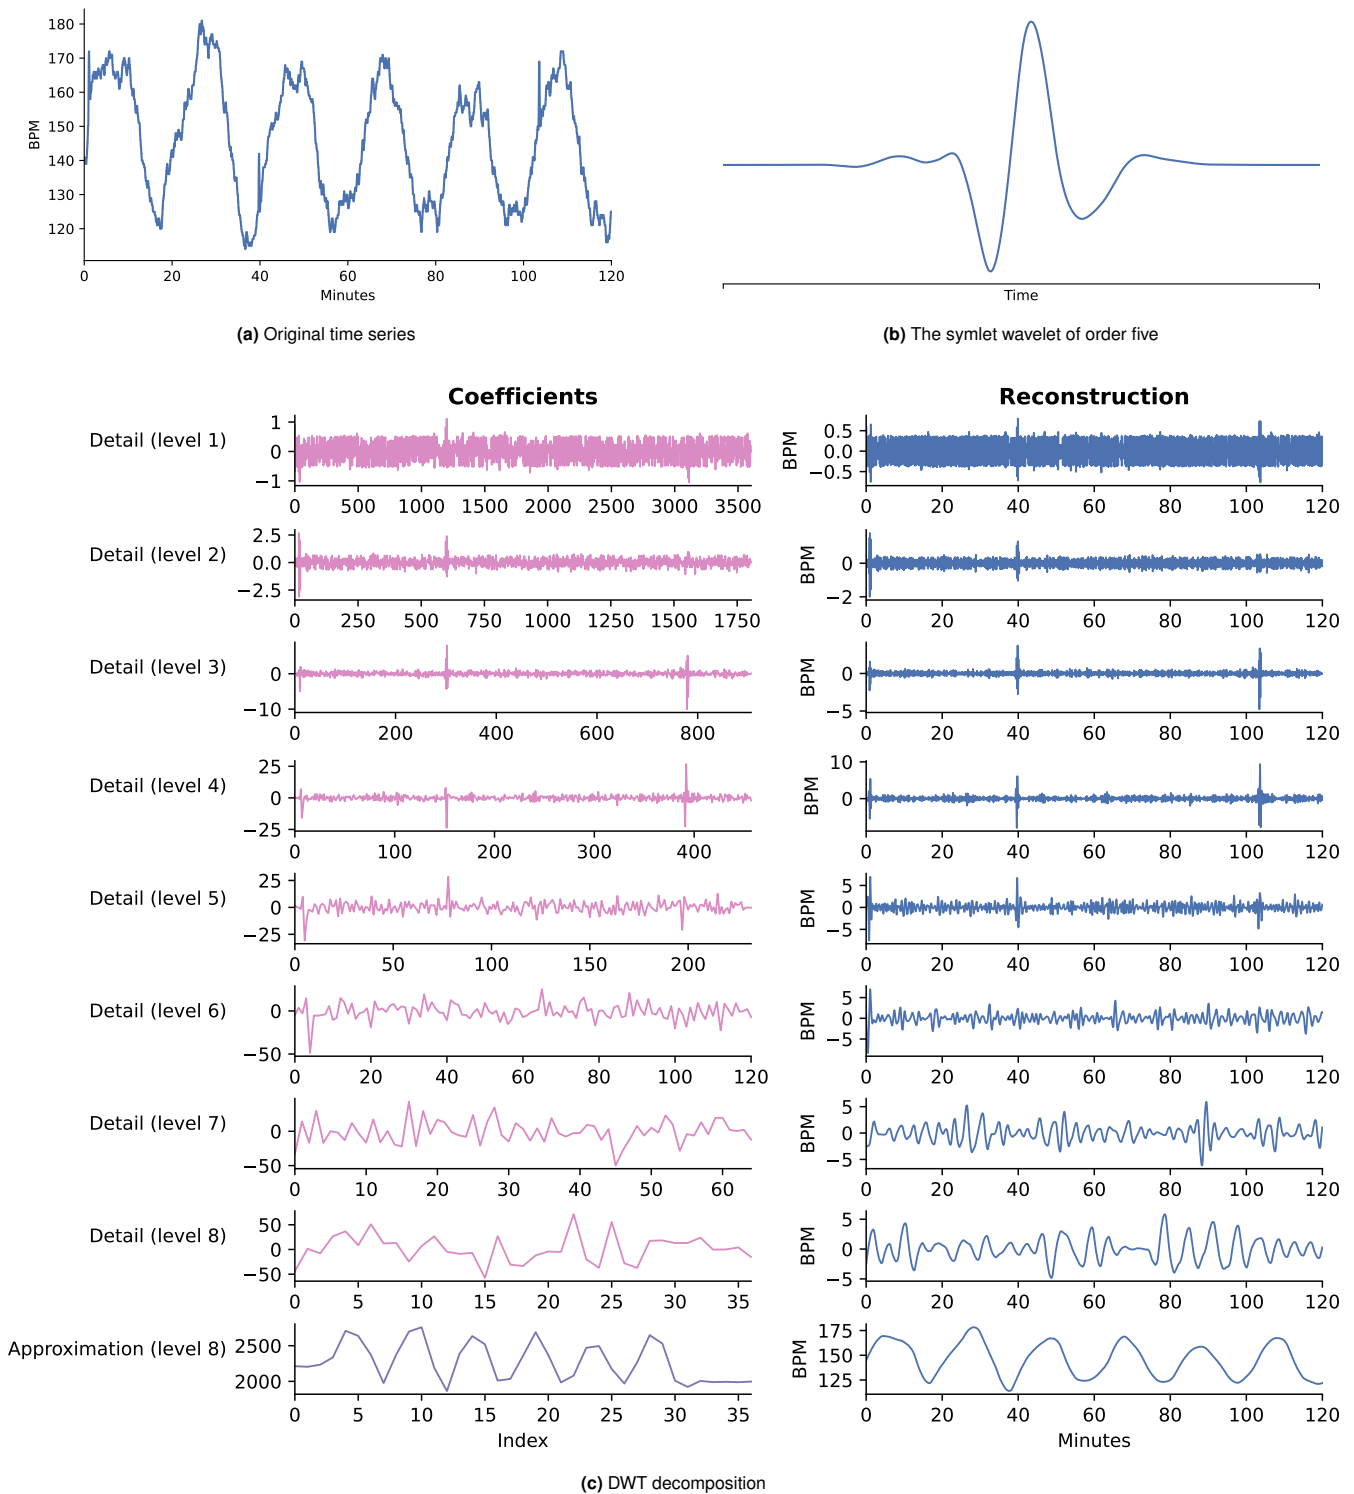 180
170
160
150
140
130
120
BPM
0 20 40 60 80 100 120
Minutes
(a) Original time series
Time
(b) The symlet wavelet of order five
Coefficients
Reconstruction
Detail (level 1)
1
0
−1
0 500 1000 1500 2000 2500 3000 3500
BPM
0.5
0.0
−0.5
0 20 40 60 80 100 120
Detail (level 2)
2.5
0.0
−2.5
0 250 500 750 1000 1250 1500 1750
BPM
0
−2
0 20 40 60 80 100 120
Detail (level 3)
0
−10
0 200 400 600 800
BPM
0
−5
0 20 40 60 80 100 120
Detail (level 4)
25
0
−25
0 100 200 300 400
BPM
10
0
0 20 40 60 80 100 120
Detail (level 5)
25
0
−25
0 50 100 150 200
BPM
5
0
−5
0 20 40 60 80 100 120
Detail (level 6)
0
−50
0 20 40 60 80 100 120
BPM
5
0
−5
0 20 40 60 80 100 120
Detail (level 7)
0
−50
0 10 20 30 40 50 60
BPM
5
0
−5
0 20 40 60 80 100 120
Detail (level 8)
50
0
−50
0 5 10 15 20 25 30 35
BPM
5
0
−5
0 20 40 60 80 100 120
Approximation (level 8)
2500
2000
0 5 10 15 20 25 30 35
Index
BPM
175
150
125
0 20 40 60 80 100 120
Minutes
(c) DWT decomposition